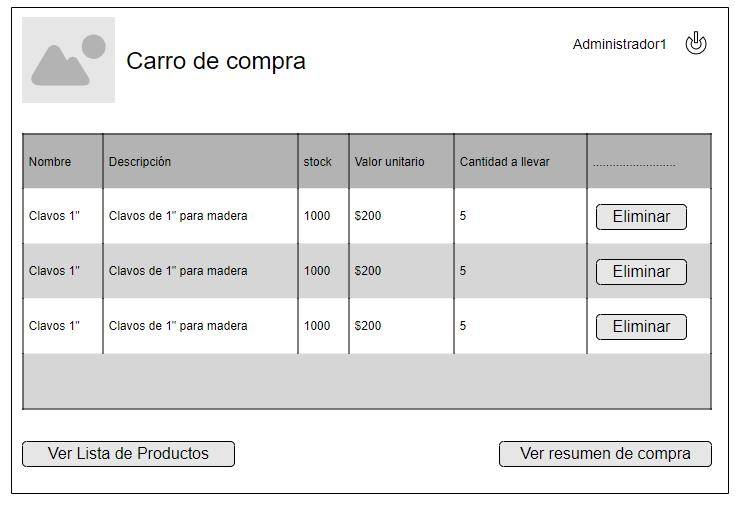 Administrador1
Carro de compra
Nombre Descripción stock Valor unitario Cantidad a llevar .........................
Clavos 1" Clavos de 1" para madera 1000 $200 5 Eliminar
Clavos 1" Clavos de 1" para madera 1000 $200 5 Eliminar
Clavos 1" Clavos de 1" para madera 1000 $200 5 Eliminar
Ver Lista de Productos Ver resumen de compra